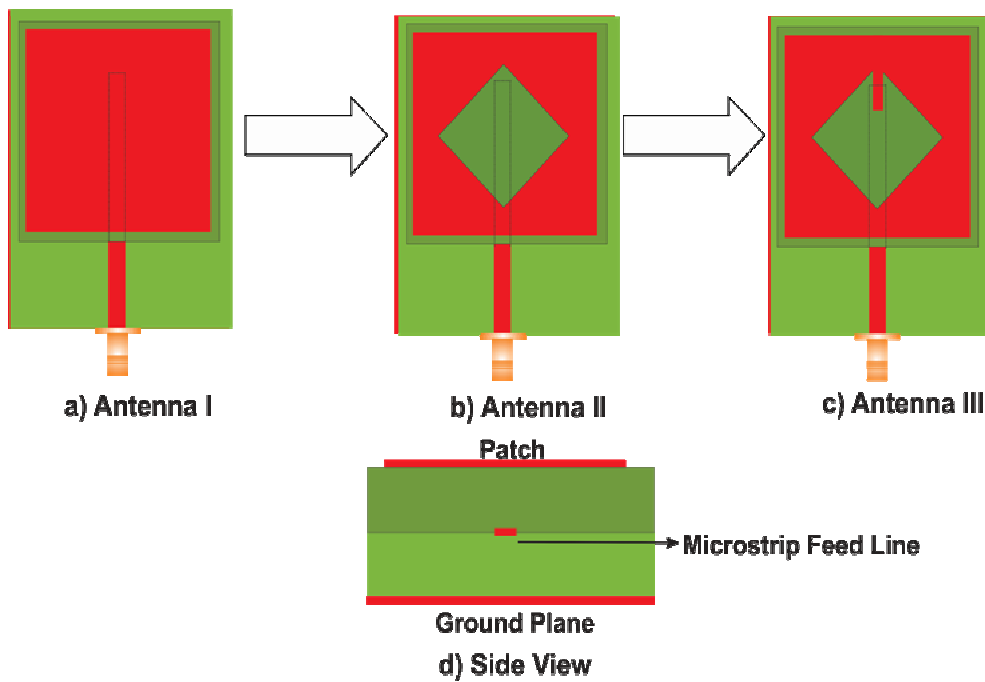 a) Antenna I
b) Antenna II
c) Antenna III
Patch
Microstrip Feed Line
Ground Plane
d) Side View